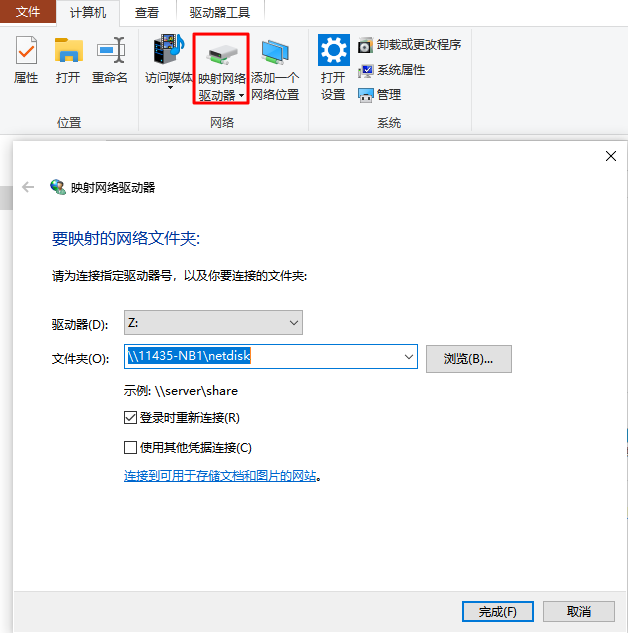 文件 计算机 查看 驱动器工具
属性 打开 重命名 访问媒体 映射网络驱动器 添加一个网络位置 打开设置 卸载或更改程序
系统属性
管理
位置 网络 系统
映射网络驱动器
要映射的网络文件夹:
请为连接指定驱动器号，以及你要连接的文件夹:
驱动器(D): Z:
文件夹(O): \\11435-NB1\netdisk 浏览(B)...
示例: \\server\share
登录时重新连接(R)
使用其他凭据连接(C)
连接到可用于存储文档和图片的网站。
完成(F) 取消